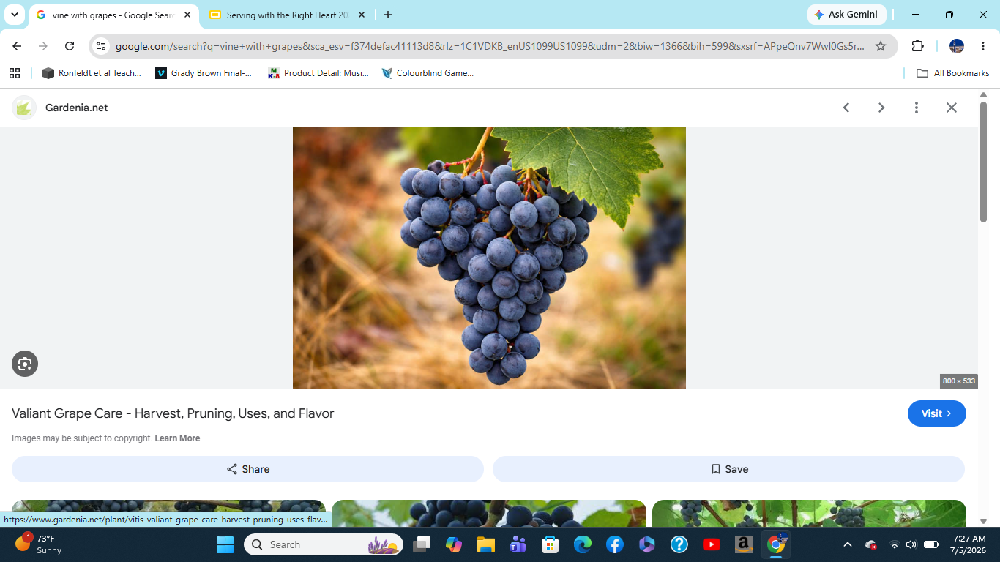 vine with grapes - Google Sear
Serving with the Right Heart 20
Ask Gemini
google.com/search?q=vine+with+grapes&sca_esv=f374defac41113d8&rlz=1C1VDKB_enUS1099US1099&udm=2&biw=1366&bih=599&sxsrf=APpeQnv7WwI0Gs5r...
Ronfeldt et al Teach...
Grady Brown Final-...
M K-8
Product Detail: Musi...
Colourblind Game...
All Bookmarks
Gardenia.net
800 × 533
Valiant Grape Care - Harvest, Pruning, Uses, and Flavor
Visit
Images may be subject to copyright. Learn More
Share
Save
https://www.gardenia.net/plant/vitis-valiant-grape-care-harvest-pruning-uses-flav...
1
73°F
Sunny
Search
7:27 AM
7/5/2026